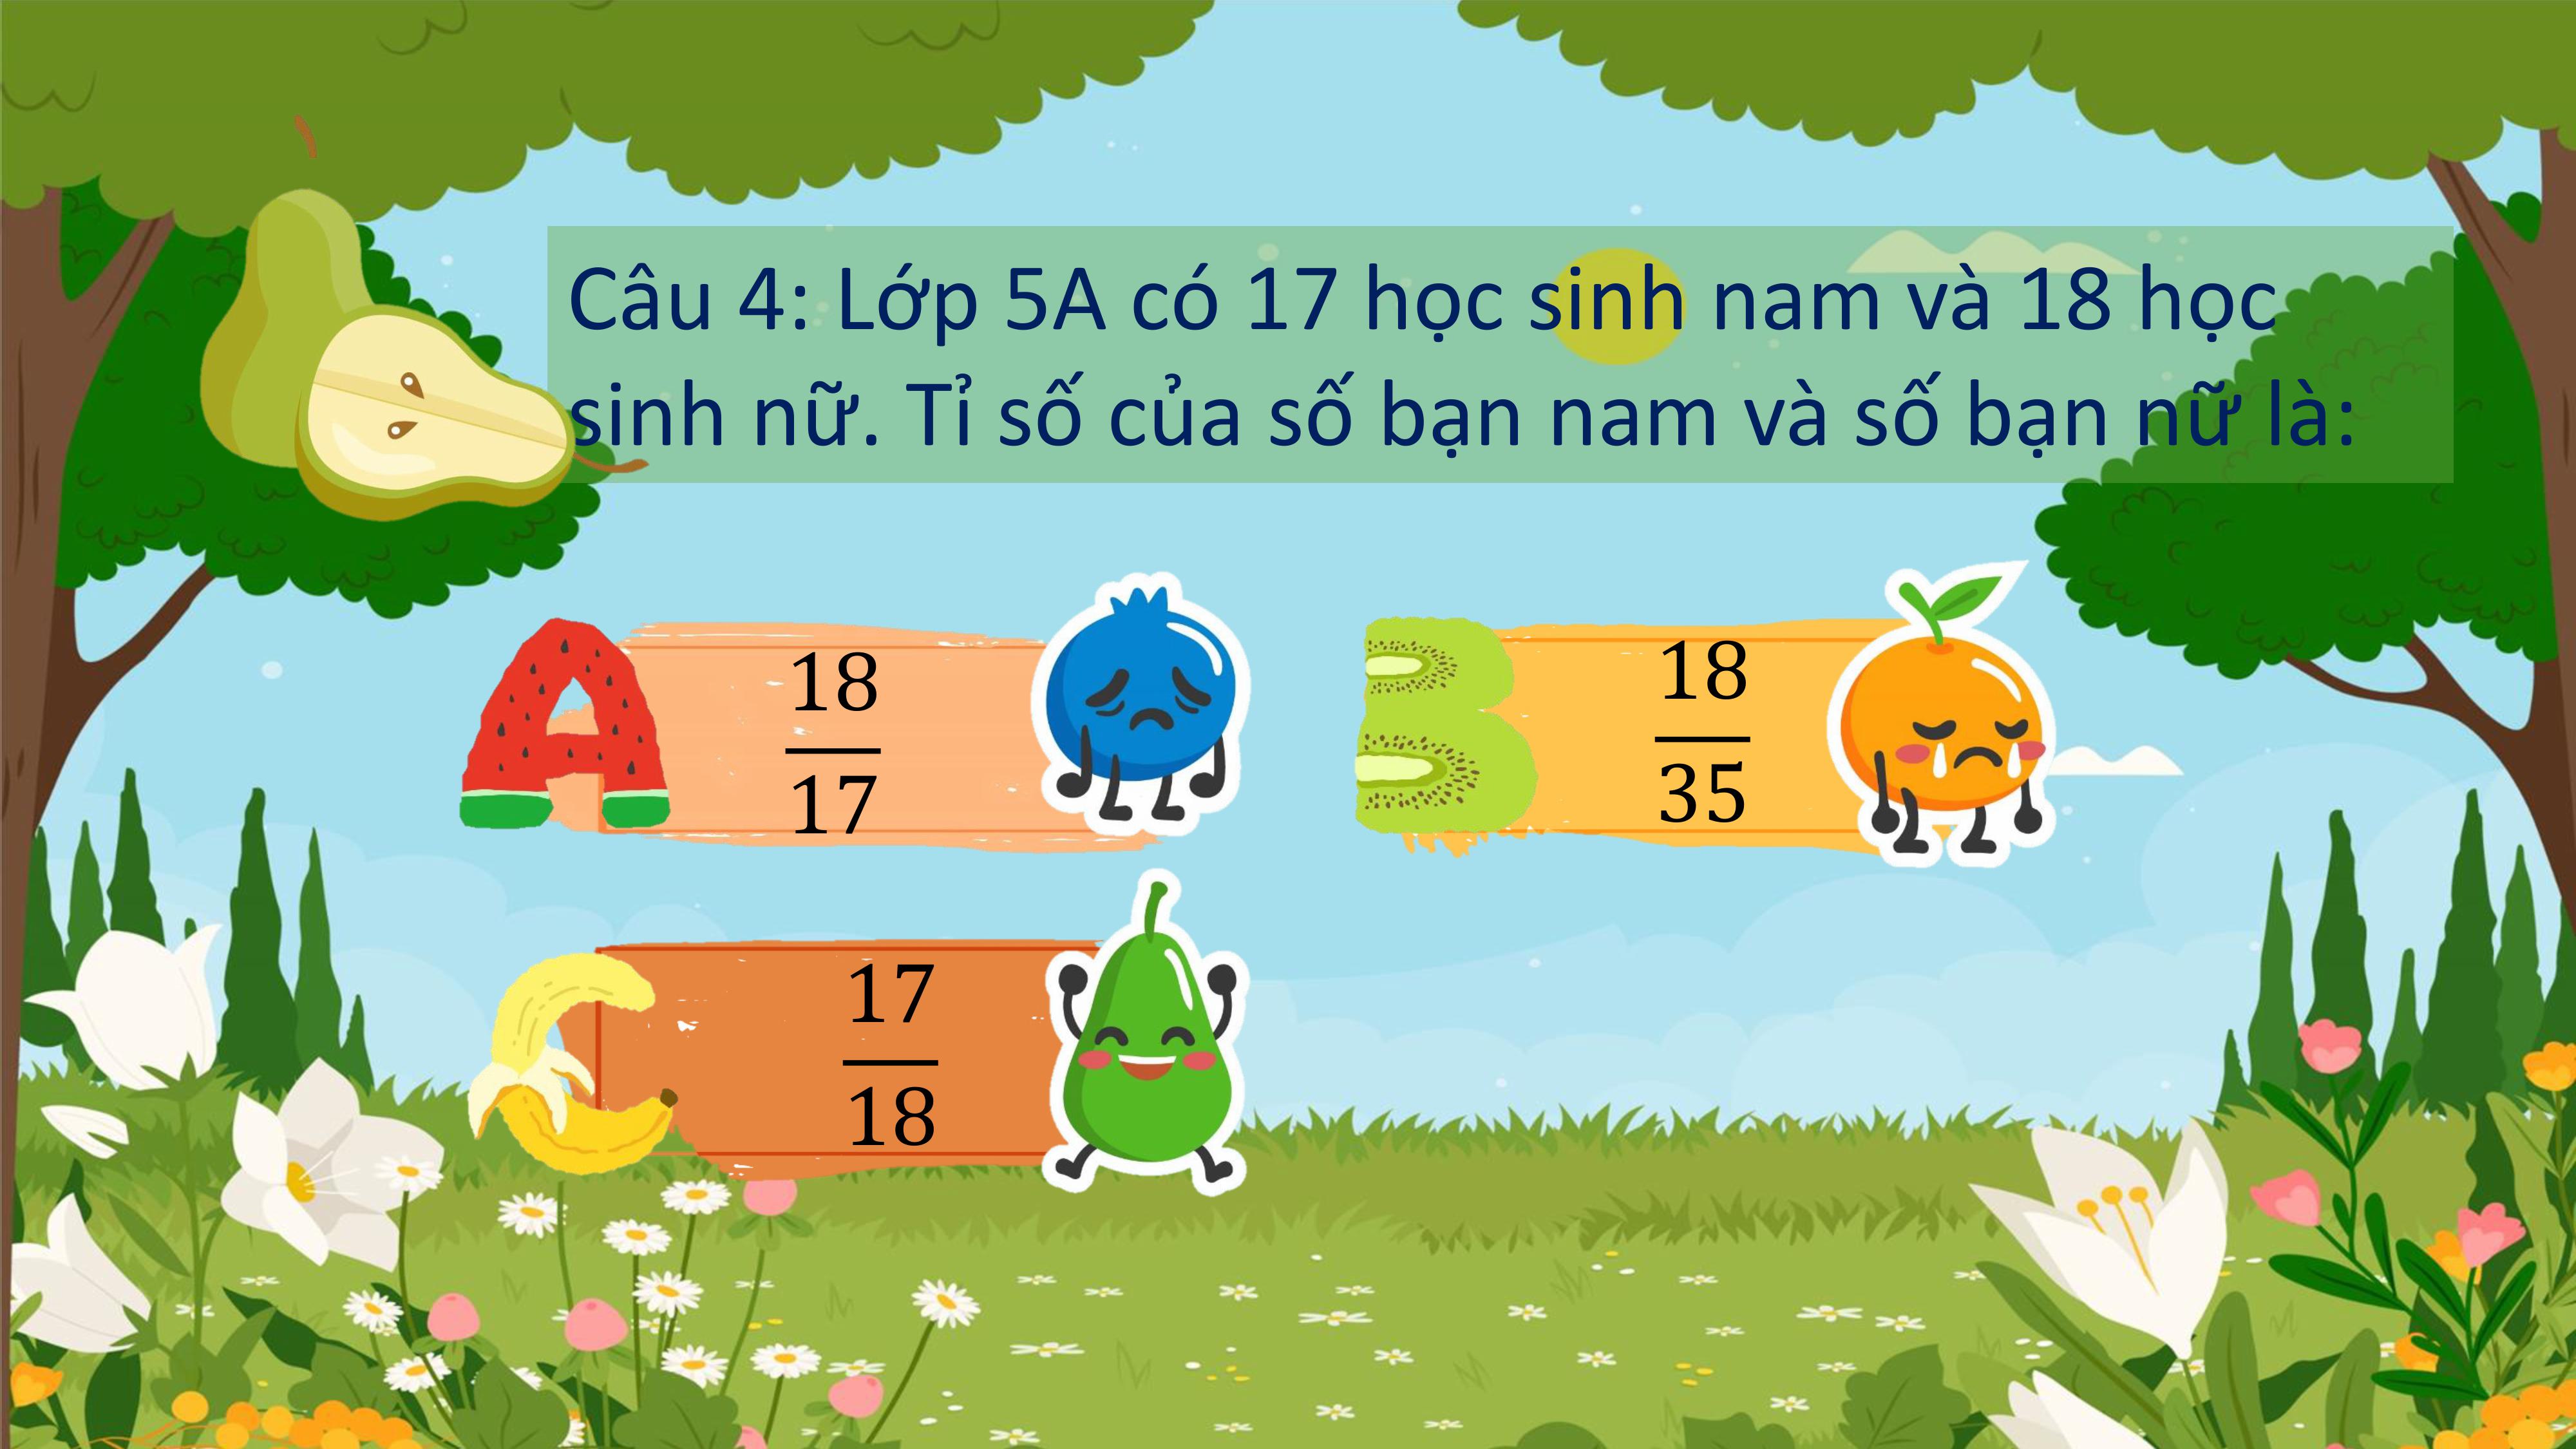 Câu 4: Lớp 5A có 17 học sinh nam và 18 học
sinh nữ. Tỉ số của số bạn nam và số bạn nữ là:
A
18
17
B
18
35
C
17
18